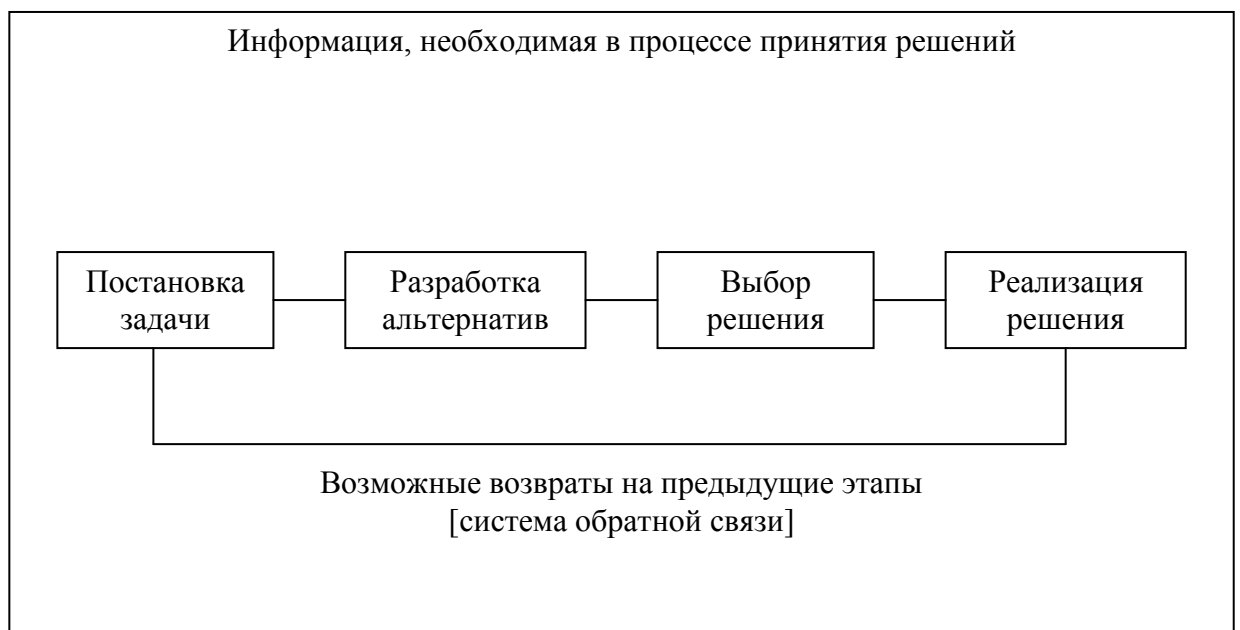 Информация, необходимая в процессе принятия решений
Постановка
задачи
Разработка
альтернатив
Выбор
решения
Реализация
решения
Возможные возвраты на предыдущие этапы
[система обратной связи]